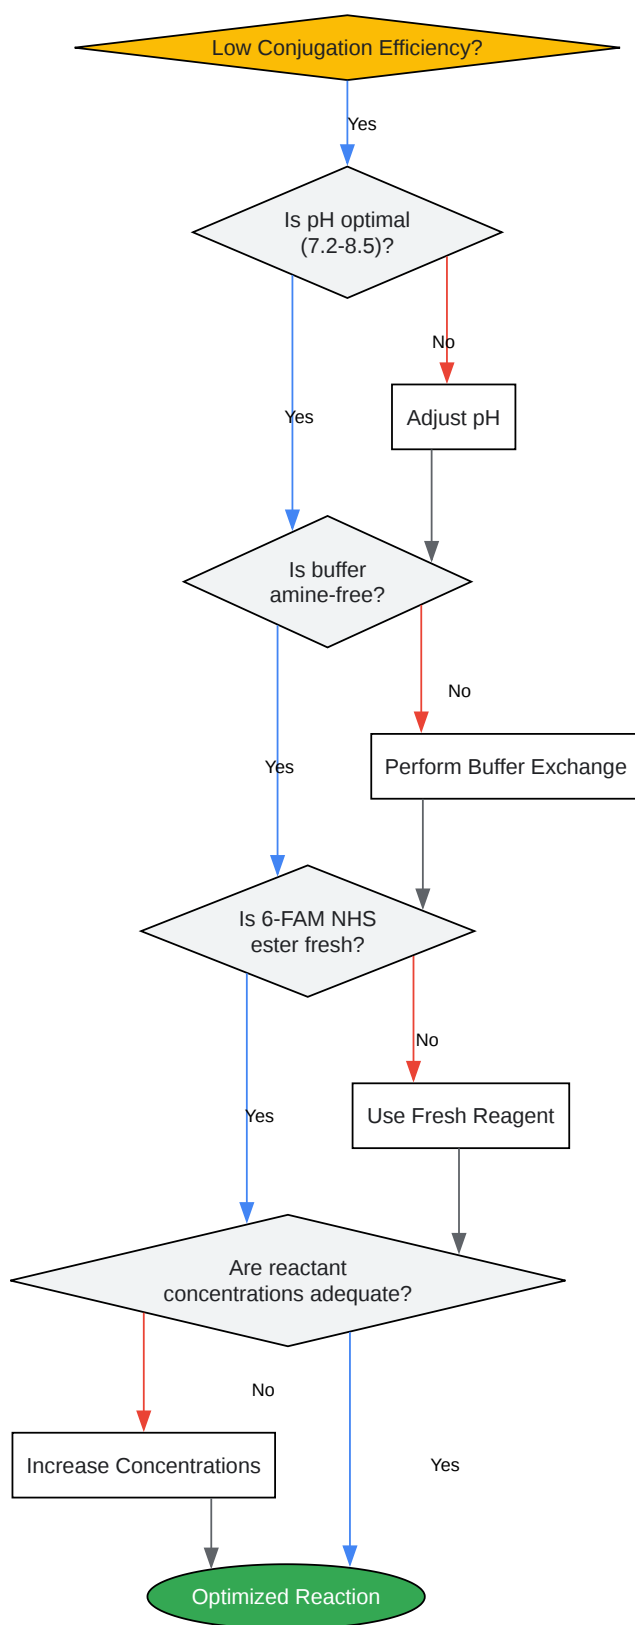 Low Conjugation Efficiency?
Yes
Is pH optimal
(7.2-8.5)?
No
Yes
Adjust pH
Is buffer
amine-free?
No
Yes
Perform Buffer Exchange
Is 6-FAM NHS
ester fresh?
No
Yes
Use Fresh Reagent
Are reactant
concentrations adequate?
No
Increase Concentrations
Yes
Optimized Reaction